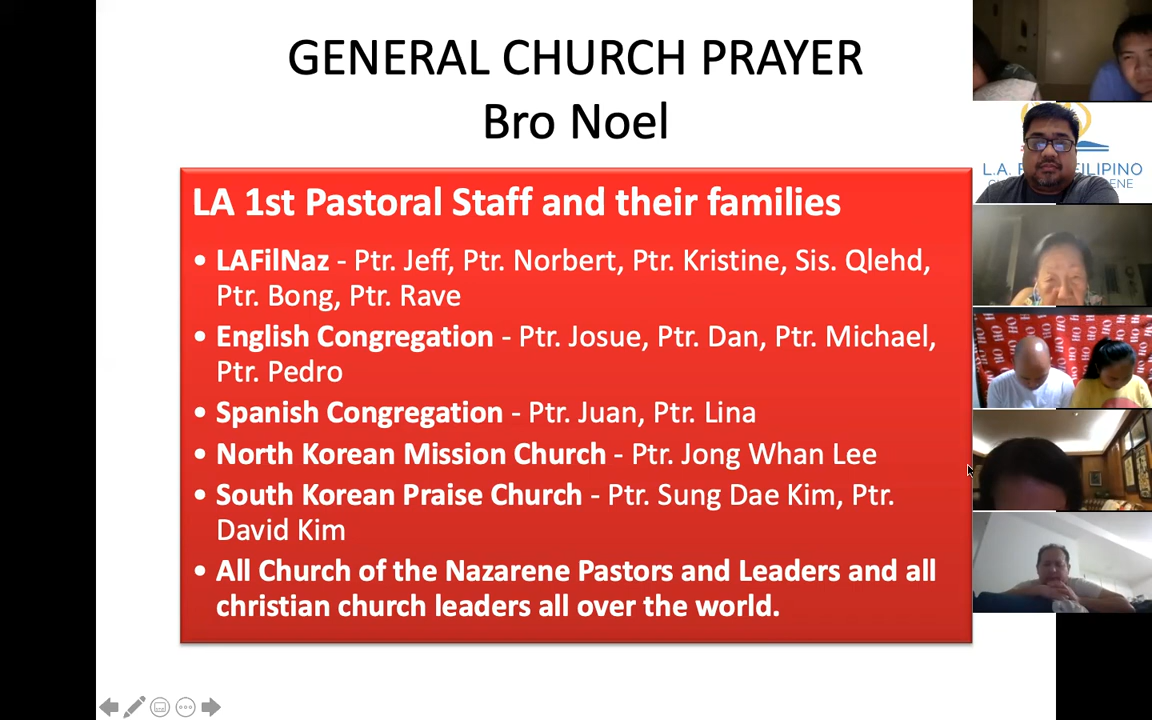 GENERAL CHURCH PRAYER
Bro Noel
LA 1st Pastoral Staff and their families
• LAFilNaz - Ptr. Jeff, Ptr. Norbert, Ptr. Kristine, Sis. Qlehd,
Ptr. Bong, Ptr. Rave
• English Congregation - Ptr. Josue, Ptr. Dan, Ptr. Michael,
Ptr. Pedro
• Spanish Congregation - Ptr. Juan, Ptr. Lina
• North Korean Mission Church - Ptr. Jong Whan Lee
• South Korean Praise Church - Ptr. Sung Dae Kim, Ptr.
David Kim
• All Church of the Nazarene Pastors and Leaders and all
christian church leaders all over the world.
L.A. FILIPINO